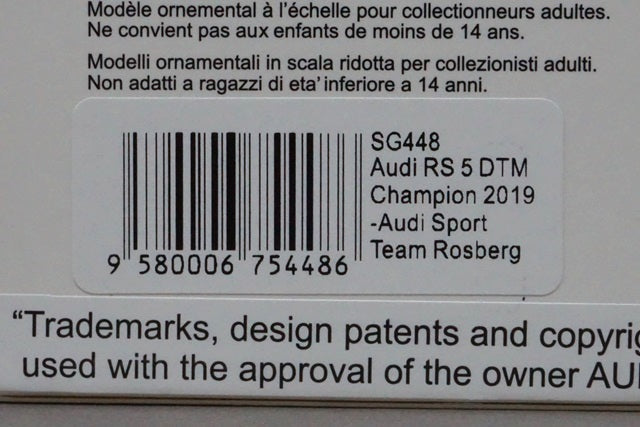 Modèle ornemental à l'échelle pour collectionneurs adultes.
Ne convient pas aux enfants de moins de 14 ans.
Modelli ornamentali in scala ridotta per collezionisti adulti.
Non adatti a ragazzi di eta' inferiore a 14 anni.
SG448
Audi RS 5 DTM
Champion 2019
-Audi Sport
Team Rosberg
9 580006 754486
“Trademarks, design patents and copyrig
used with the approval of the owner AU